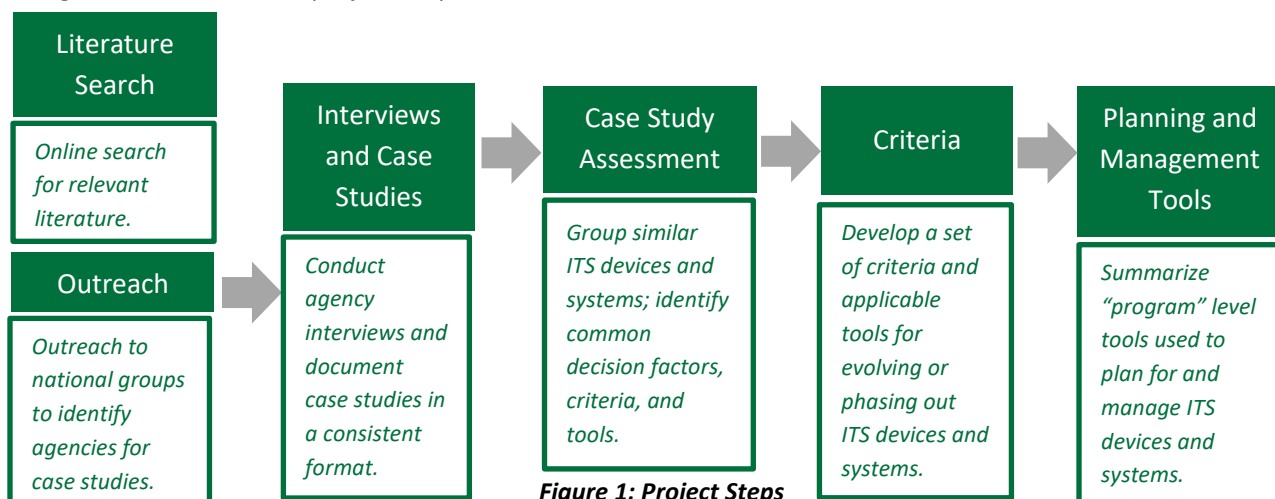 Literature
Search
Online search
for relevant
literature.
Outreach
Outreach to
national groups
to identify
agencies for
case studies.
Interviews
and Case
Studies
Conduct
agency
interviews and
document
case studies in
a consistent
format.
Case Study
Assessment
Group similar
ITS devices and
systems; identify
common
decision factors,
criteria, and
tools.
Criteria
Develop a set
of criteria and
applicable
tools for
evolving or
phasing out
ITS devices and
systems.
Planning and
Management
Tools
Summarize
“program” level
tools used to
plan for and
manage ITS
devices and
systems.
Figure 1: Project Steps